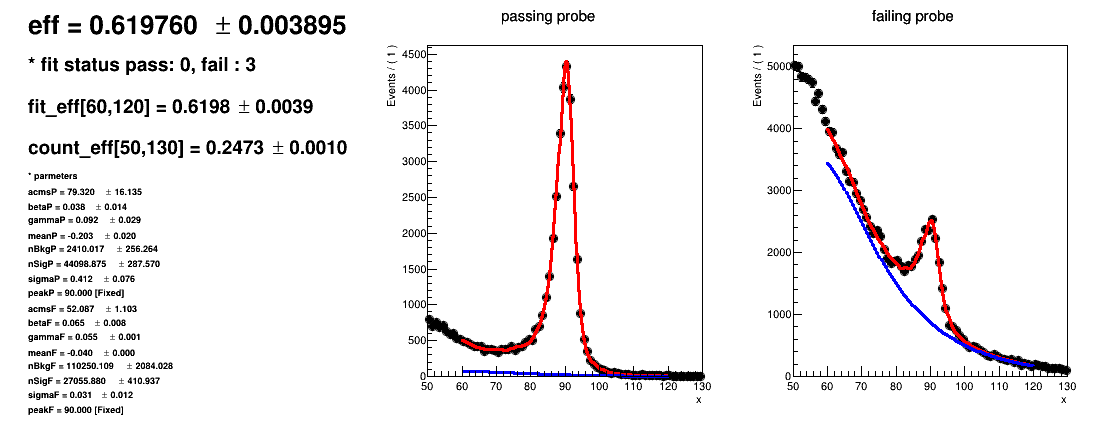 eff = 0.619760 ± 0.003895
* fit status pass: 0, fail : 3
fit_eff[60,120] = 0.6198 ± 0.0039
count_eff[50,130] = 0.2473 ± 0.0010
* parmeters
acmsP = 79.320 ± 16.135
betaP = 0.038 ± 0.014
gammaP = 0.092 ± 0.029
meanP = -0.203 ± 0.020
nBkgP = 2410.017 ± 256.264
nSigP = 44098.875 ± 287.570
sigmaP = 0.412 ± 0.076
peakP = 90.000 [Fixed]
acmsF = 52.087 ± 1.103
betaF = 0.065 ± 0.008
gammaF = 0.055 ± 0.001
meanF = -0.040 ± 0.000
nBkgF = 110250.109 ± 2084.028
nSigF = 27055.880 ± 410.937
sigmaF = 0.031 ± 0.012
peakF = 90.000 [Fixed]
passing probe
Events / ( 1 )
4500
4000
3500
3000
2500
2000
1500
1000
500
0
50 60 70 80 90 100 110 120 130
x
failing probe
Events / ( 1 )
5000
4000
3000
2000
1000
0
50 60 70 80 90 100 110 120 130
x